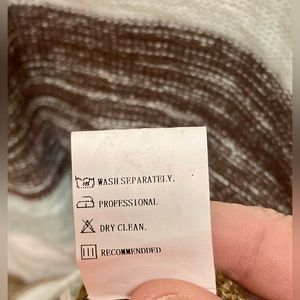 WASH SEPARATELY.
PROFESSIONAL
DRY CLEAN.
RECOMMENDDED